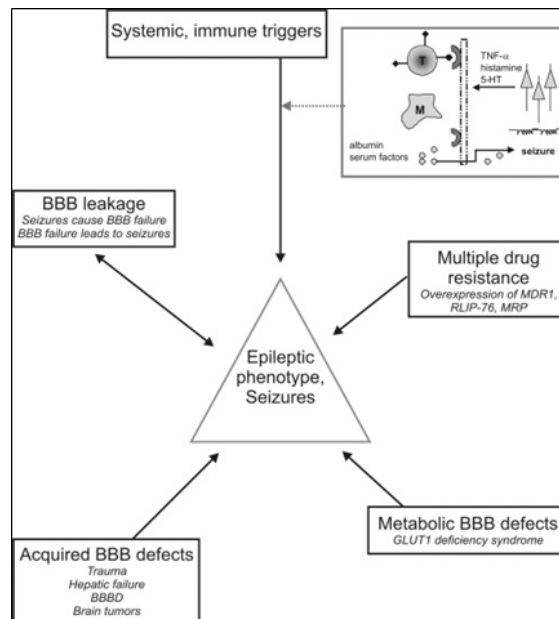 Systemic, immune triggers
T
M
TNF-α
histamine
5-HT
albumin
serum factors
seizure
BBB leakage
Seizures cause BBB failure
BBB failure leads to seizures
Multiple drug
resistance
Overexpression of MDR1,
RLIP-76, MRP
Epileptic
phenotype,
Seizures
Metabolic BBB defects
GLUT1 deficiency syndrome
Acquired BBB defects
Trauma
Hepatic failure
BBBD
Brain tumors